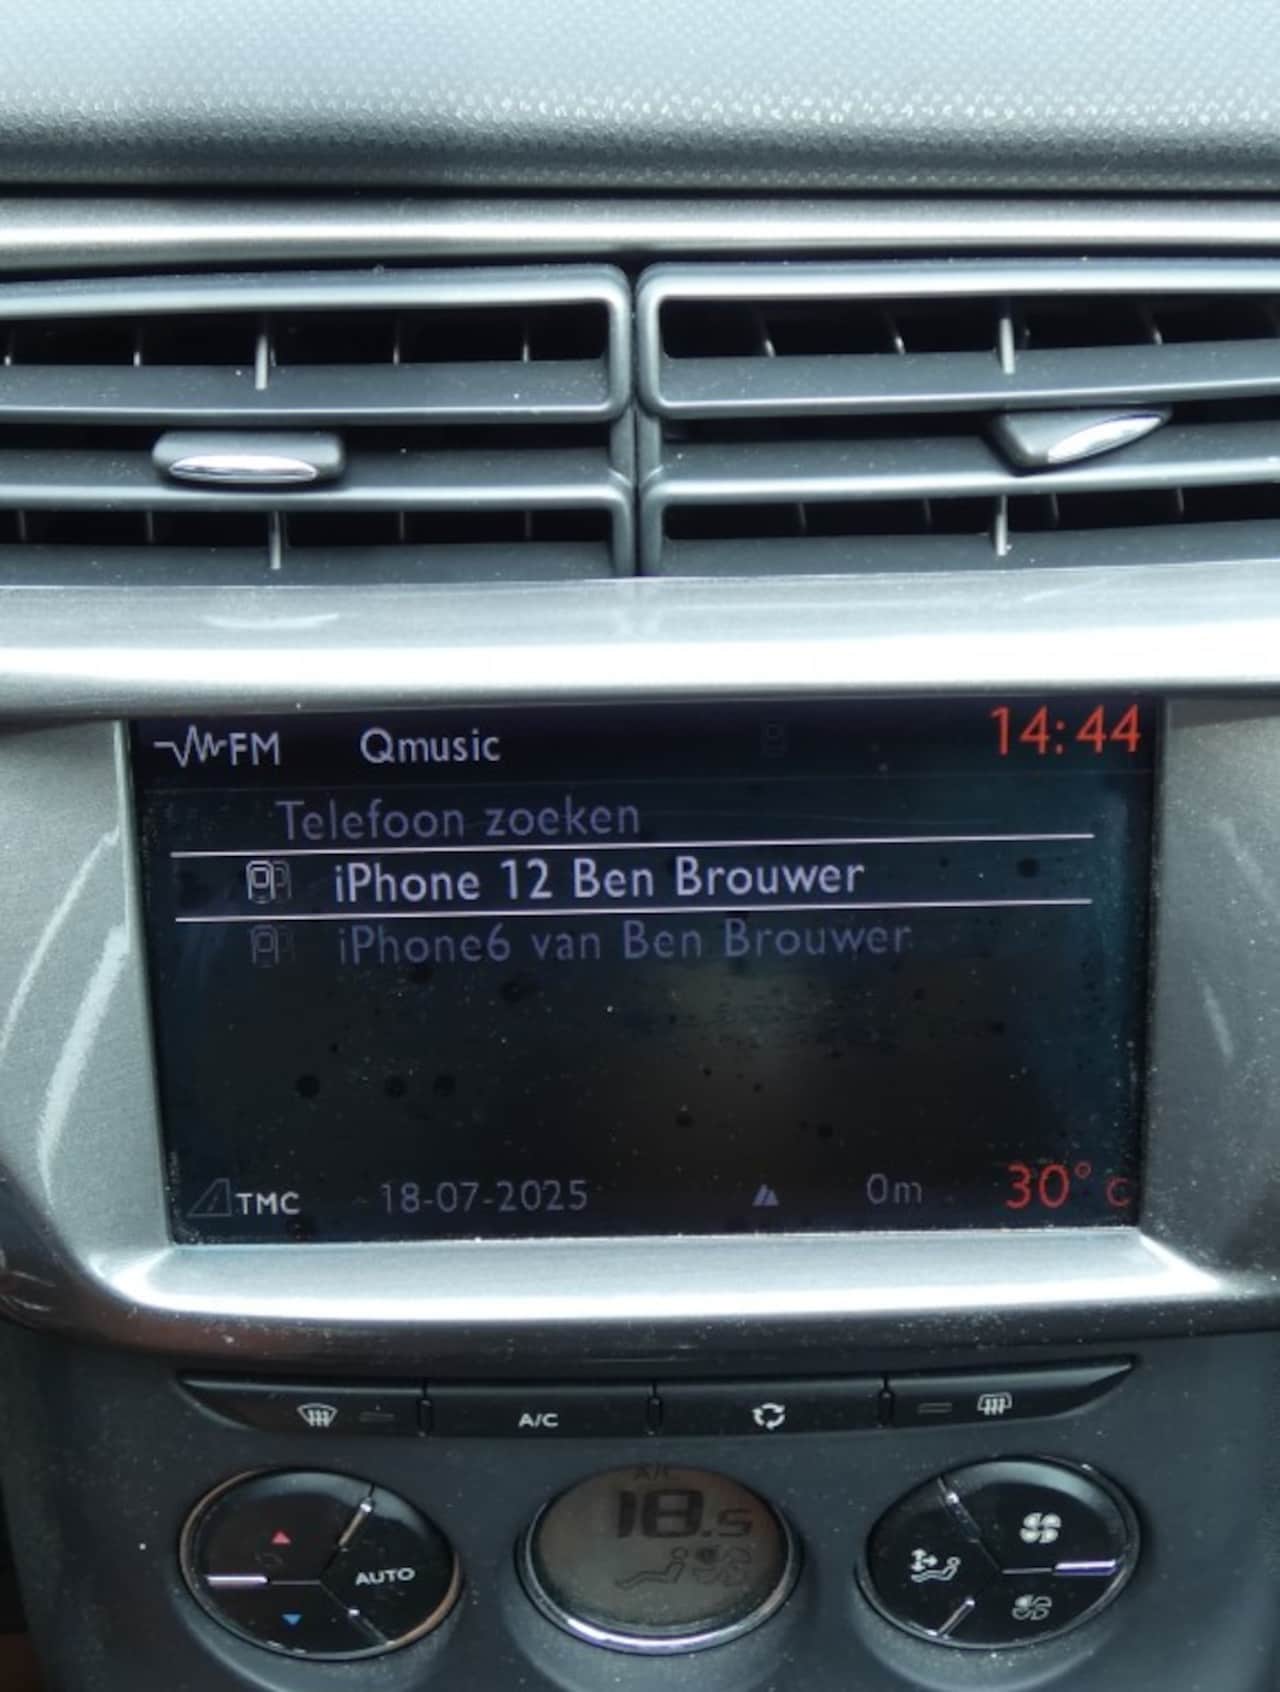 FM Qmusic 14:44
Telefoon zoeken
iPhone 12 Ben Brouwer
iPhone6 van Ben Brouwer
TMC 18-07-2025 0m 30° C
A/C
A/C
18.5
AUTO